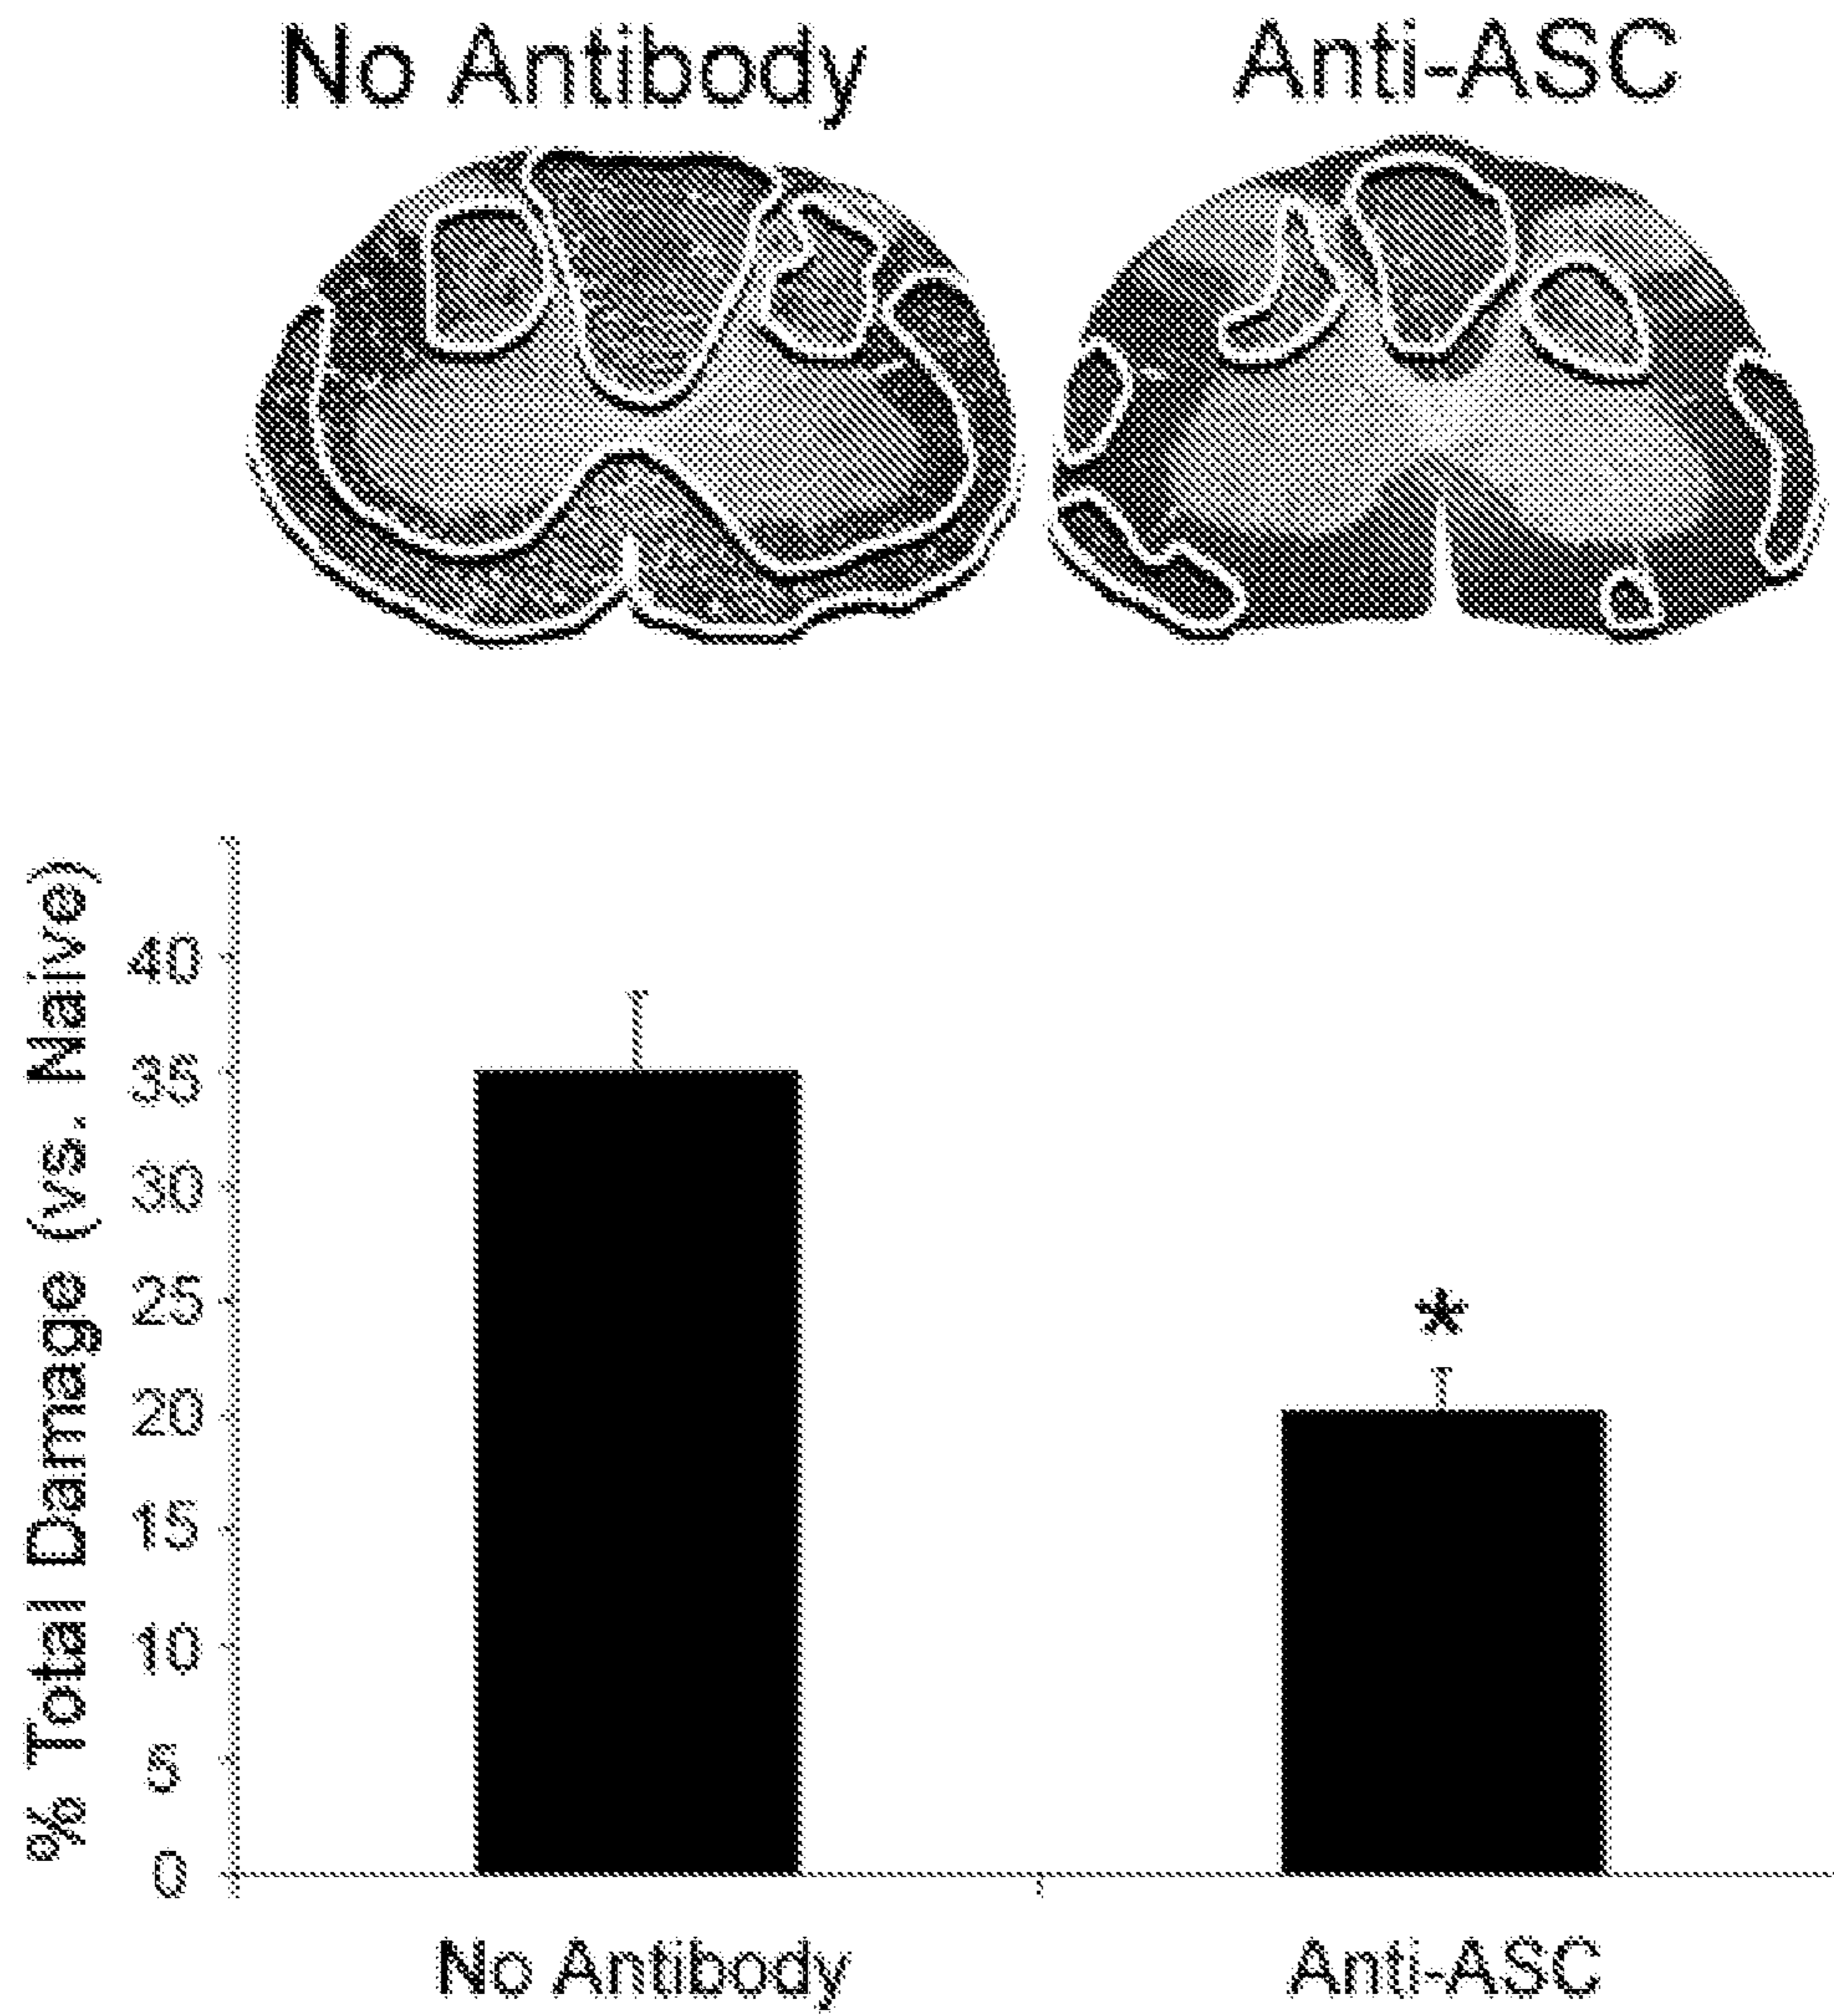 No Antibody
Anti-ASC
% Total Damage (vs. Naive)
40
35
30
25
20
15
10
5
0
*
No Antibody
Anti-ASC